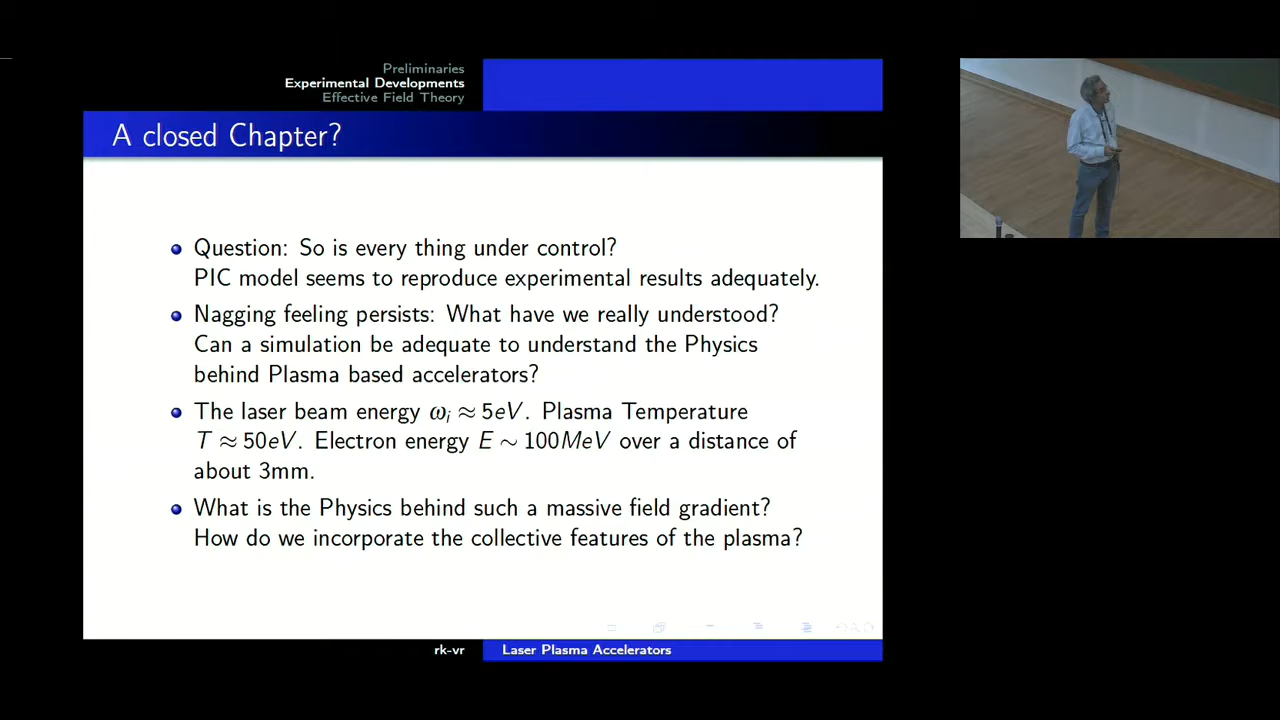 Preliminaries
Experimental Developments
Effective Field Theory
A closed Chapter?
Question: So is every thing under control?
PIC model seems to reproduce experimental results adequately.
Nagging feeling persists: What have we really understood?
Can a simulation be adequate to understand the Physics
behind Plasma based accelerators?
The laser beam energy ωᵢ ≈ 5eV. Plasma Temperature
T ≈ 50eV. Electron energy E ∼ 100MeV over a distance of
about 3mm.
What is the Physics behind such a massive field gradient?
How do we incorporate the collective features of the plasma?
rk-vr
Laser Plasma Accelerators